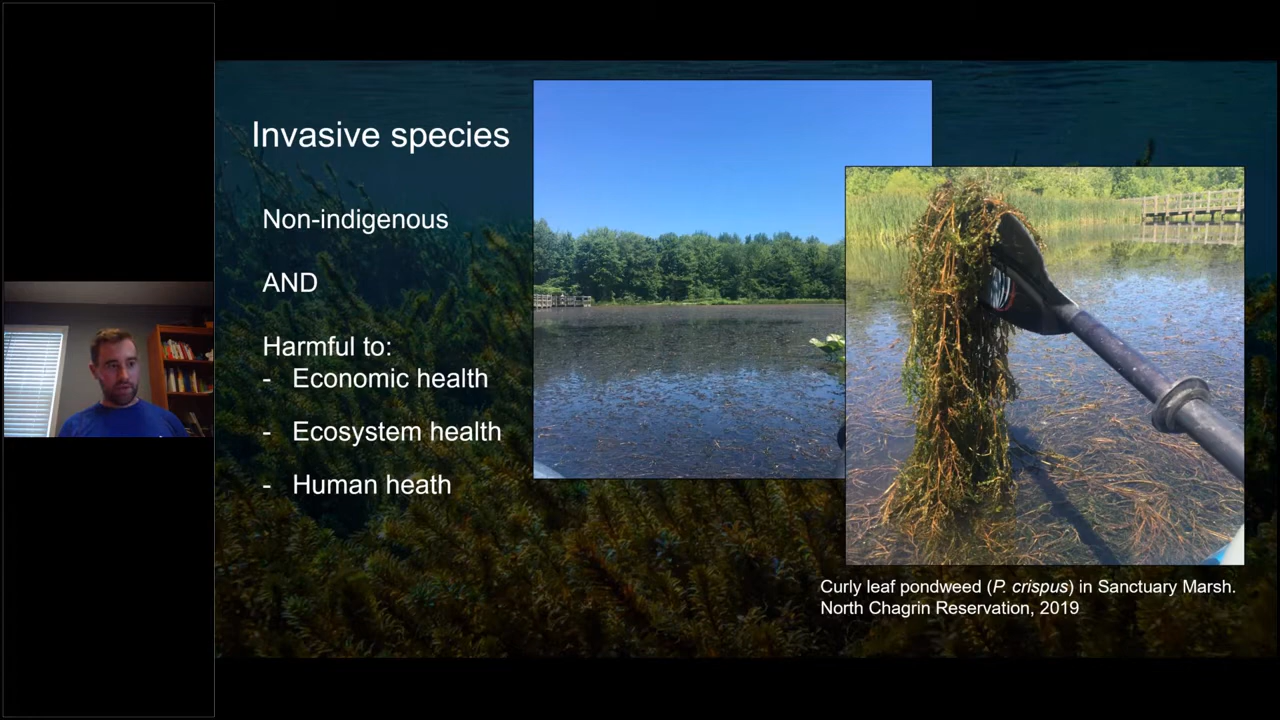 Invasive species
Non-indigenous
AND
Harmful to:
- Economic health
- Ecosystem health
- Human heath
Curly leaf pondweed (P. crispus) in Sanctuary Marsh.
North Chagrin Reservation, 2019